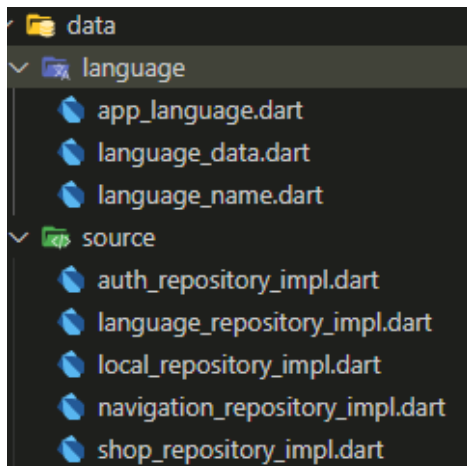 data
language
app_language.dart
language_data.dart
language_name.dart
source
auth_repository_impl.dart
language_repository_impl.dart
local_repository_impl.dart
navigation_repository_impl.dart
shop_repository_impl.dart